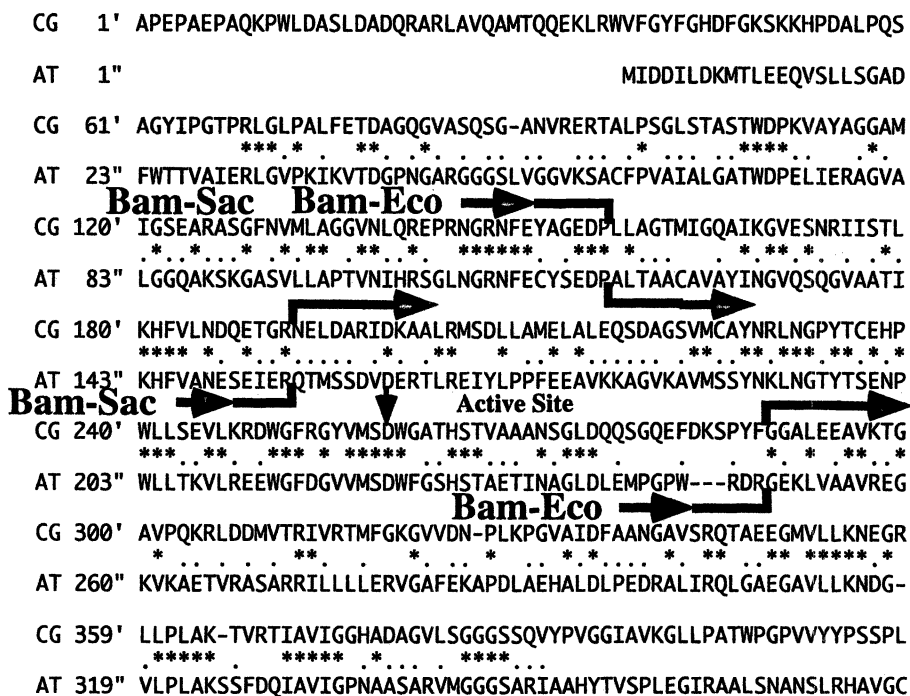 CG 1' APEPAEPAQKPWLDASLDADQRARLAVQAMTQQEKLRWVFGYFGHDFGKSKKHPDALPQS
AT 1" MIDDILDKMTLEEQVSLLSGAD
CG 61' AGYIPGTPRLGLPALFETDAGQGVASQSG-ANVRERTALPSGLSTASTWDPKVAYAGGAM
AT 23" FWTTVAIERLGVPKIKVTDGPNGARGGGSLVGGVKSACFPVAIALGATWDPELIERAGVA
Bam-Sac Bam-Eco
CG 120' IGSEARASGFNVMLAGGVNLQREPRNGRNFEYAGEDPLLAGTMIGQAIKGVESNRIISTL
AT 83" LGGQAKSKGASVLLAPTVNIHRSGLNGRNFECYSEDPALTAACAVAYINGVQSQGVAATI
CG 180' KHFVLNDQETGRNELDARIDKAALRMSDLLAMELALEQSDAGSVMCAYNRLNGPYTCEHP
AT 143" KHFVANESEIERQTMSSDVDERTLREIYLPPFEEAVKKAGVKAVMSSYNKLNGTYTSENP
Bam-Sac Active Site
CG 240' WLLSEVLKRDWGFRGYVMSDWGATHSTVAAANSGLDQQSGQEFDKSPYFGGALEEAVKTG
AT 203" WLLTKVLREEWGFDGVVMSDWFGSHSTAETINAGLDLEMPGPW---RDRGEKLVAAVREG
Bam-Eco
CG 300' AVPQKRLDDMVTRIVRTMFGKGVVDN-PLKPGVAIDFAANGAVSRQTAEEGMVLLKNEGR
AT 260" KVKAETVRASARRILLLLERVGAFEKAPDLAEHALDLPEDRALIRQLGAEGAVLLKNDG-
CG 359' LLPLAK-TVRTIAVIGGHADAGVLSGGGSSQVYPVGGIAVKGLLPATWPGPVVYYPSSPL
AT 319" VLPLAKSSFDQIAVIGPNAASARVMGGGSARIAAHYTVSPLEGIRAALSNANSLRHAVGC